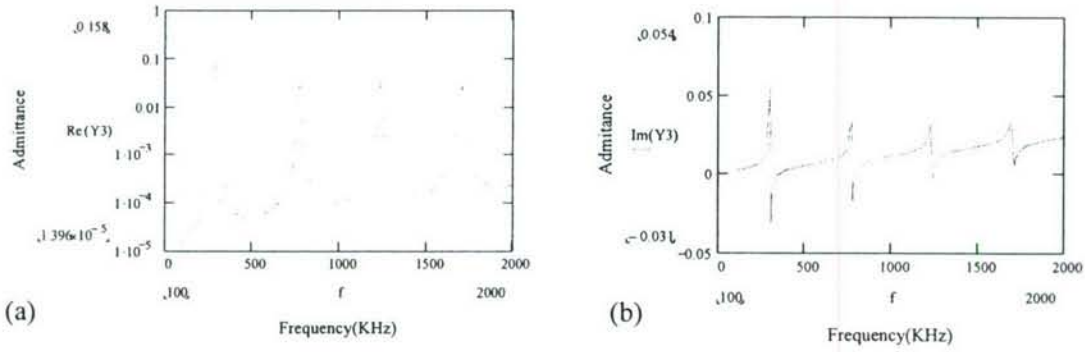 0.158
1
0.1
0.01
1·10⁻³
1·10⁻⁴
1·10⁻⁵
1.396×10⁻⁵
Admittance
Re(Y3)
0
500
1000
1500
2000
100
f
2000
(a)
Frequency(KHz)
0.054
0.1
0.05
0
−0.05
−0.031
Admitance
Im(Y3)
0
500
1000
1500
2000
100
f
2000
(b)
Frequency(KHz)